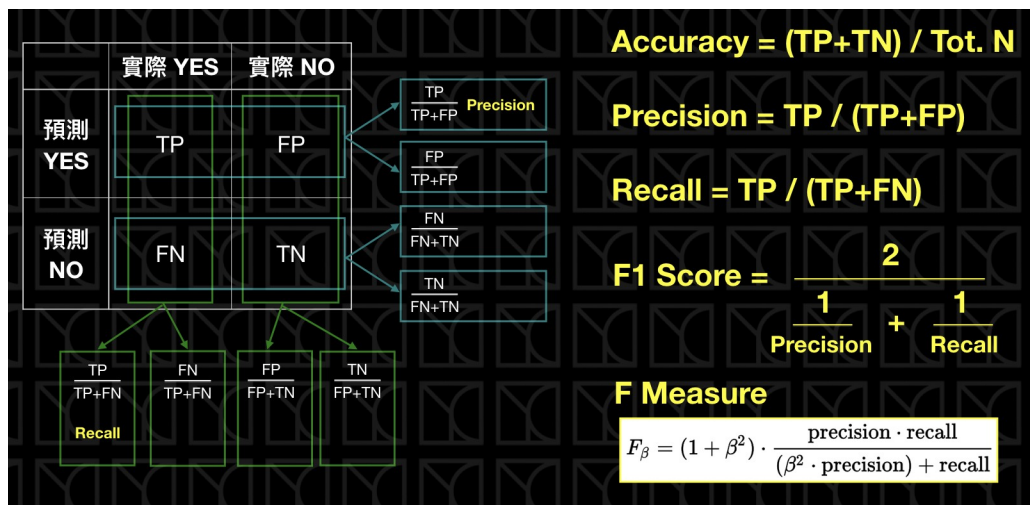 實際 YES 實際 NO
預測
YES
TP FP
預測
NO
FN TN
TP
TP+FP
Precision
FP
TP+FP
FN
FN+TN
TN
FN+TN
TP
TP+FN
Recall
FN
TP+FN
FP
FP+TN
TN
FP+TN
Accuracy = (TP+TN) / Tot. N
Precision = TP / (TP+FP)
Recall = TP / (TP+FN)
F1 Score =
2
1
Precision
+
1
Recall
F Measure
Fβ = (1 + β²) · precision · recall
(β² · precision) + recall